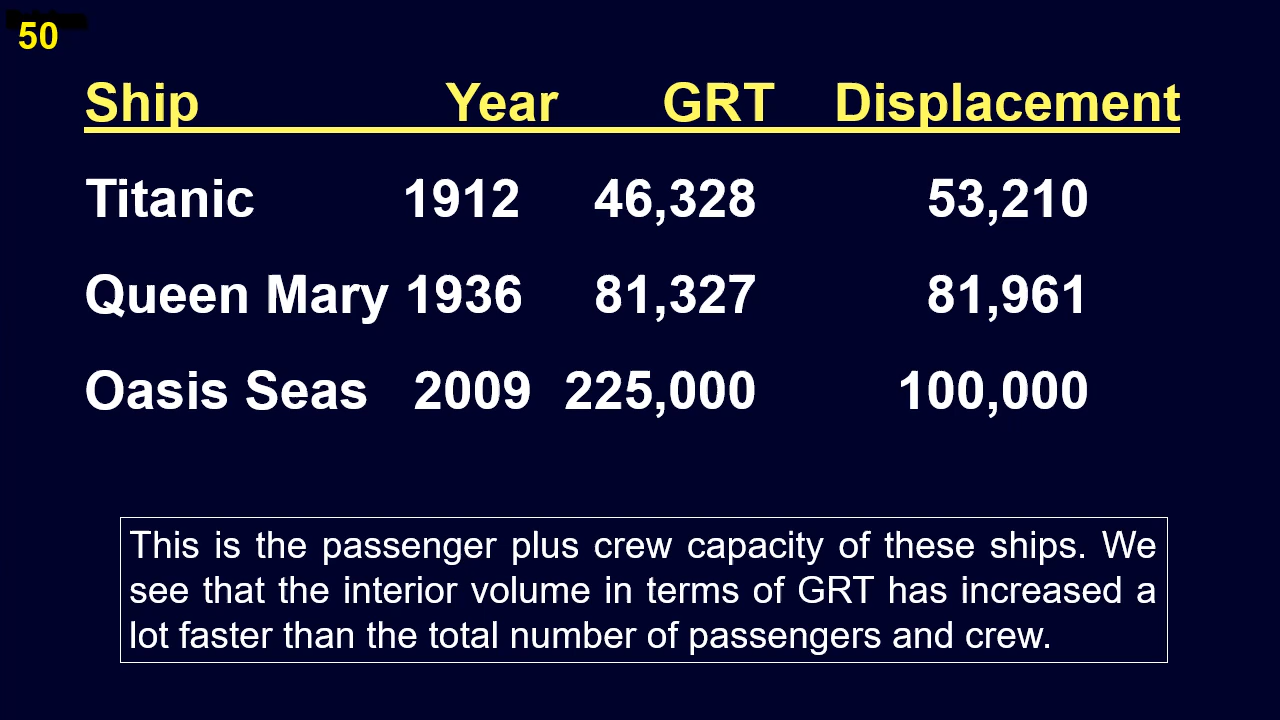 50
Ship Year GRT Displacement
Titanic 1912 46,328 53,210
Queen Mary 1936 81,327 81,961
Oasis Seas 2009 225,000 100,000
This is the passenger plus crew capacity of these ships. We
see that the interior volume in terms of GRT has increased a
lot faster than the total number of passengers and crew.